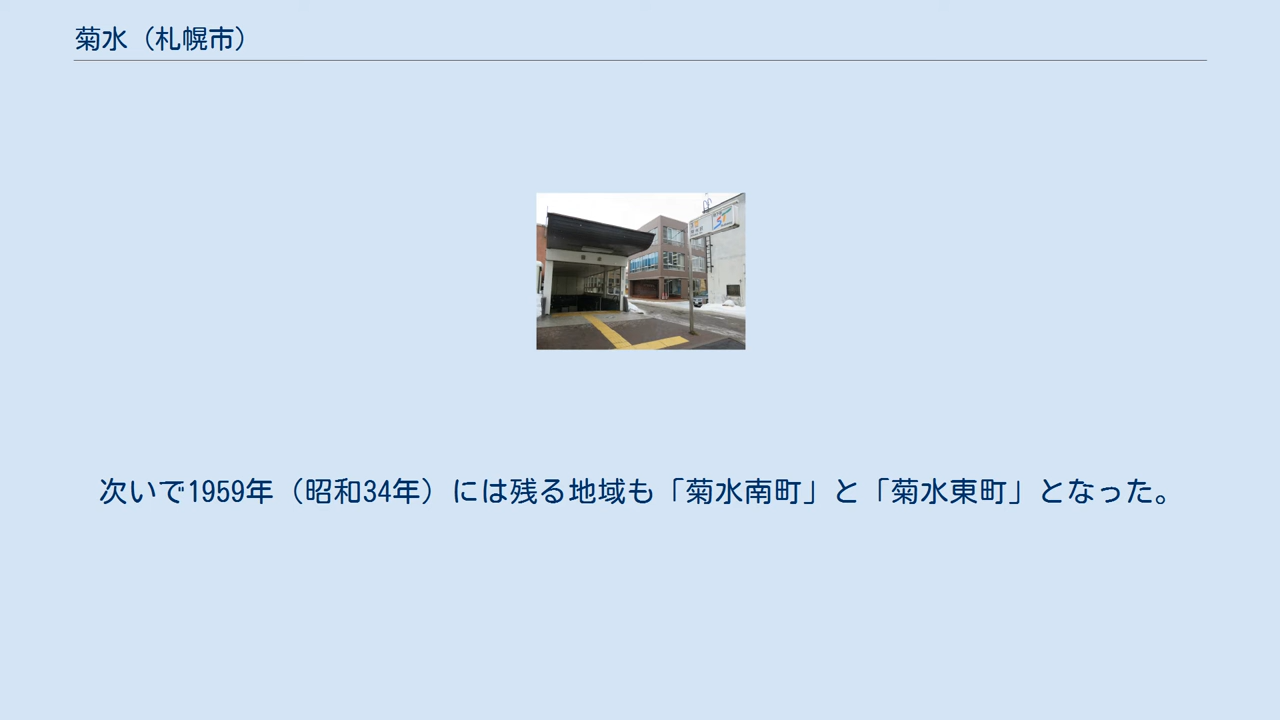 菊水（札幌市）
次いで1959年（昭和34年）には残る地域も「菊水南町」と「菊水東町」となった。